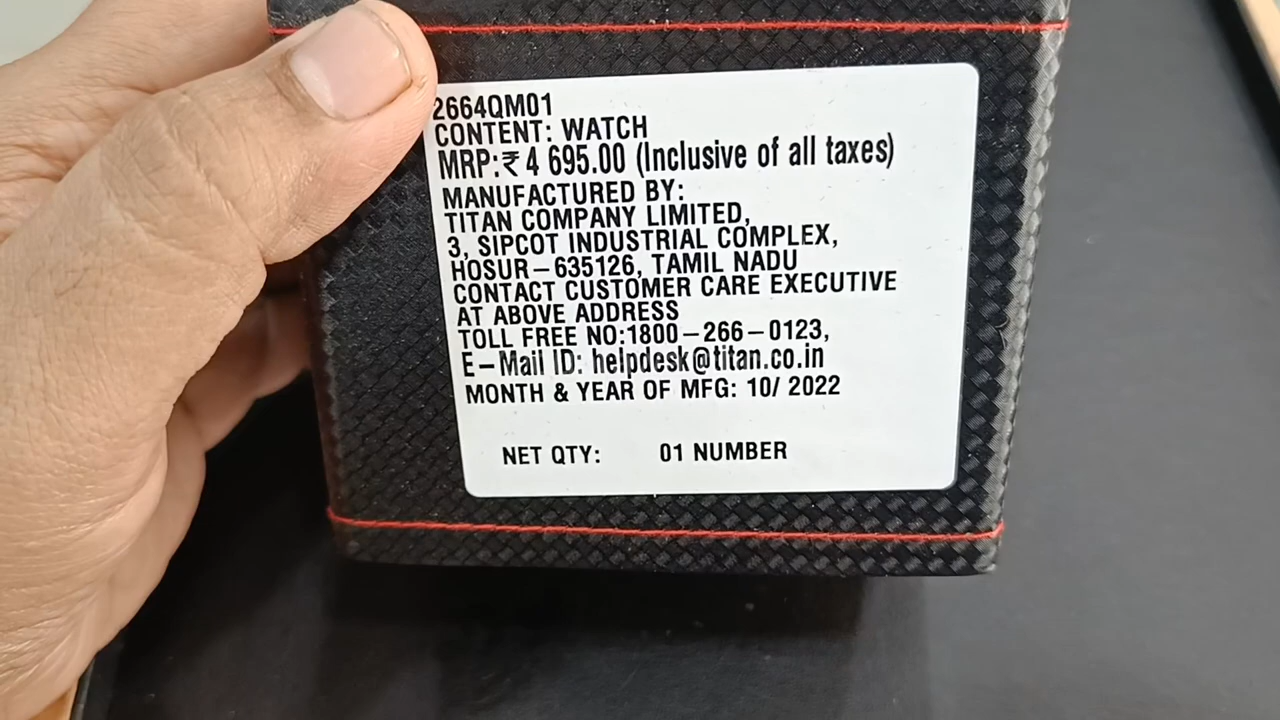 2664QM01
CONTENT: WATCH
MRP:₹ 4 695.00 (Inclusive of all taxes)
MANUFACTURED BY:
TITAN COMPANY LIMITED,
3, SIPCOT INDUSTRIAL COMPLEX,
HOSUR–635126, TAMIL NADU
CONTACT CUSTOMER CARE EXECUTIVE
AT ABOVE ADDRESS
TOLL FREE NO:1800–266–0123,
E–Mail ID: helpdesk@titan.co.in
MONTH & YEAR OF MFG: 10/ 2022
NET QTY: 01 NUMBER